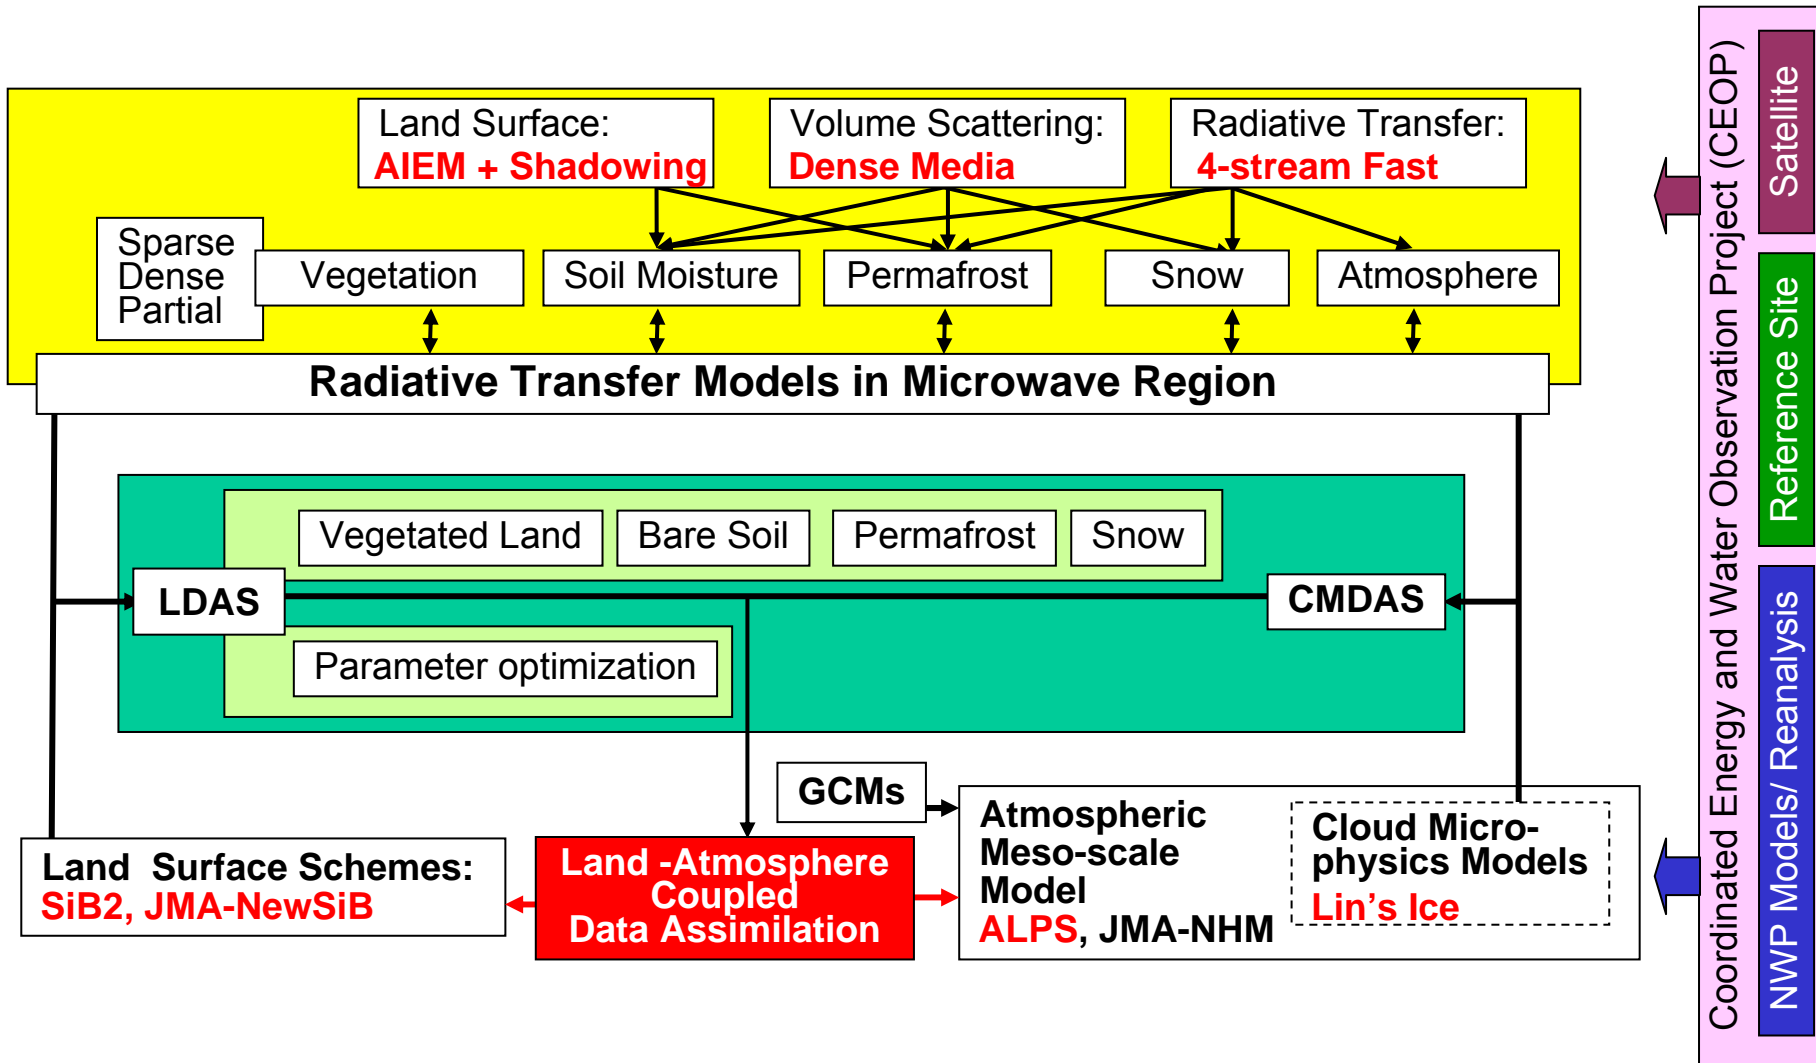 Land Surface:
AIEM + Shadowing
Volume Scattering:
Dense Media
Radiative Transfer:
4-stream Fast
Sparse
Dense
Partial
Vegetation
Soil Moisture
Permafrost
Snow
Atmosphere
Radiative Transfer Models in Microwave Region
Vegetated Land
Bare Soil
Permafrost
Snow
LDAS
CMDAS
Parameter optimization
GCMs
Land Surface Schemes:
SiB2, JMA-NewSiB
Land -Atmosphere
Coupled
Data Assimilation
Atmospheric
Meso-scale
Model
ALPS, JMA-NHM
Cloud Micro-
physics Models
Lin's Ice
Coordinated Energy and Water Observation Project (CEOP)
Satellite
Reference Site
NWP Models/ Reanalysis